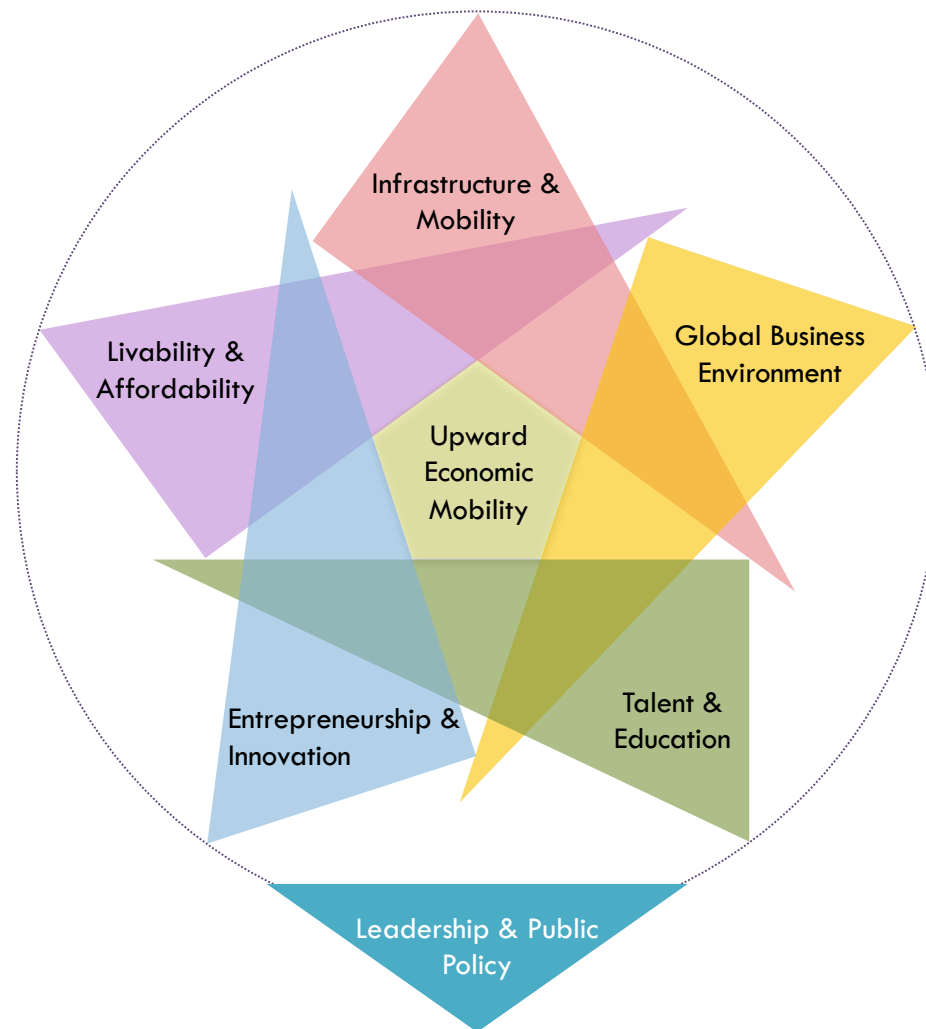 Infrastructure &
Mobility
Livability &
Affordability
Global Business
Environment
Upward
Economic
Mobility
Entrepreneurship &
Innovation
Talent &
Education
Leadership & Public
Policy